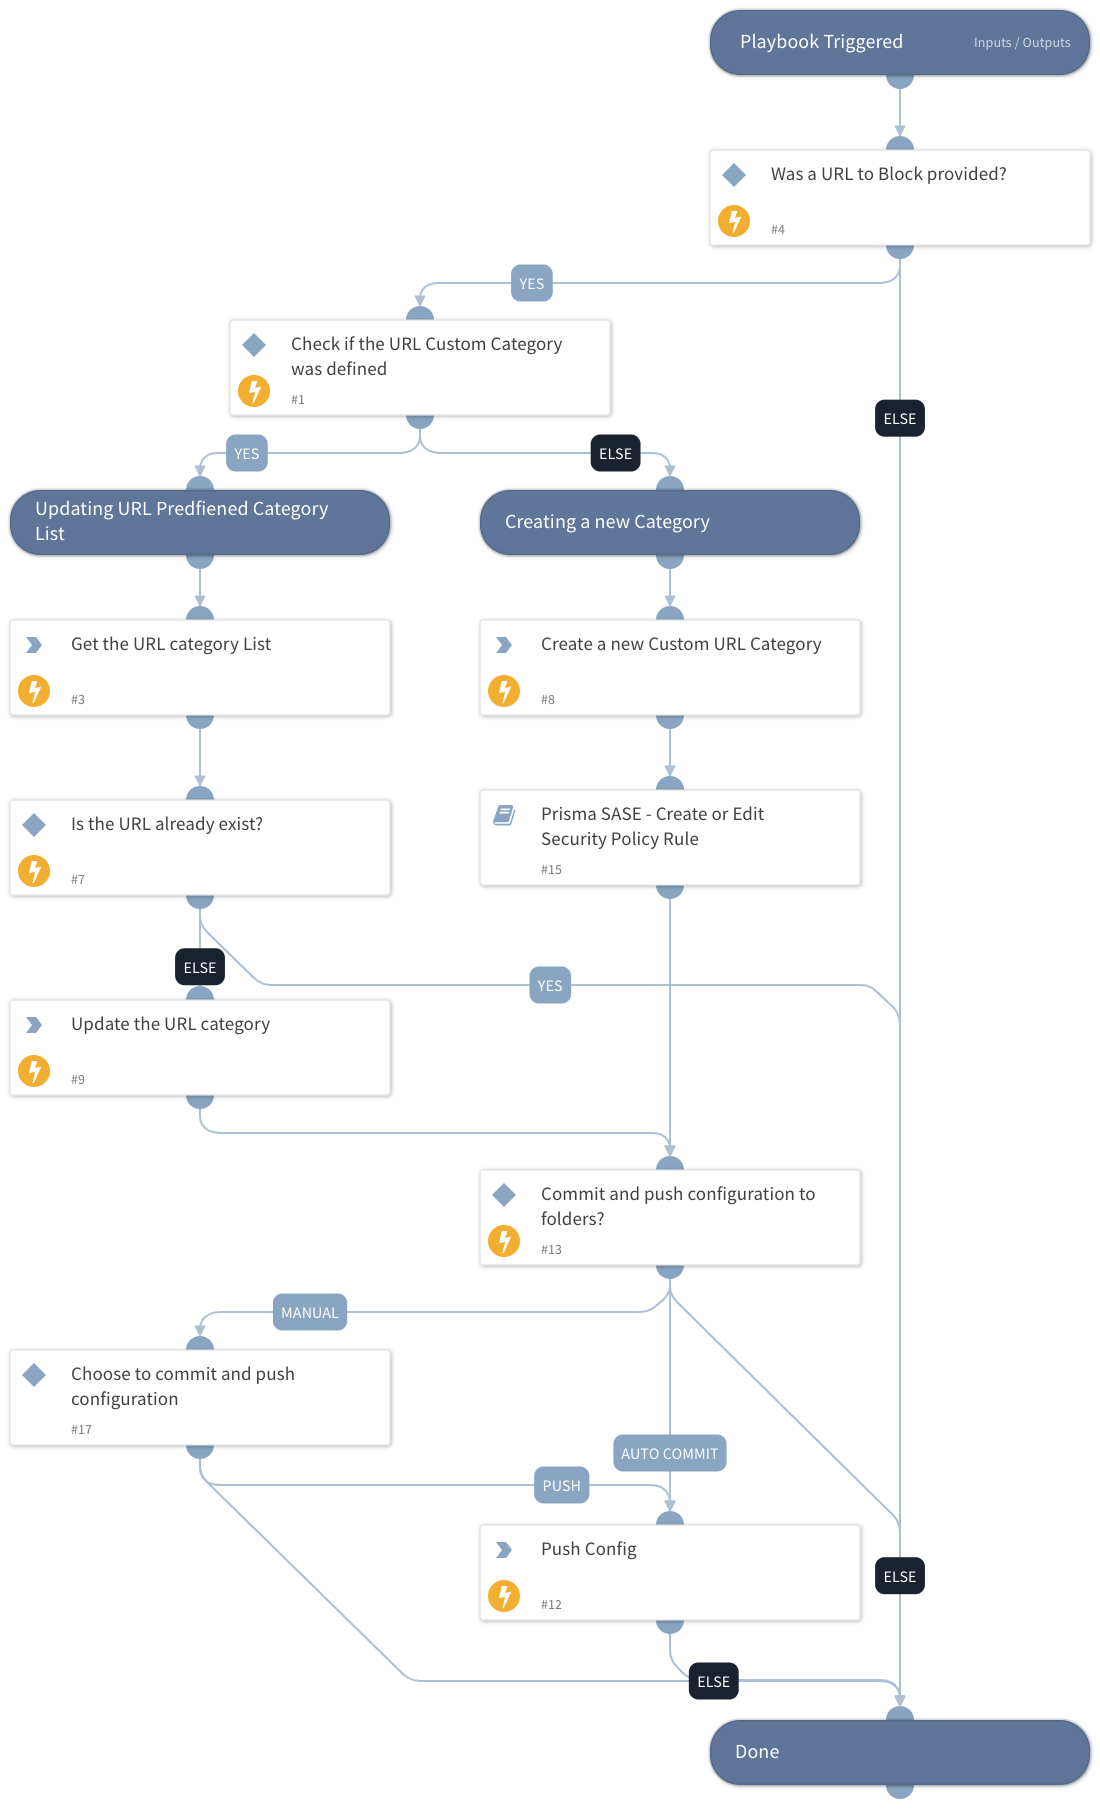 Playbook Triggered
Inputs / Outputs
Was a URL to Block provided?
#4
YES
Check if the URL Custom Category
was defined
#1
ELSE
YES
ELSE
Updating URL Predfiened Category
List
Creating a new Category
Get the URL category List
#3
Create a new Custom URL Category
#8
Is the URL already exist?
#7
Prisma SASE - Create or Edit
Security Policy Rule
#15
ELSE
YES
Update the URL category
#9
Commit and push configuration to
folders?
#13
MANUAL
Choose to commit and push
configuration
#17
AUTO COMMIT
PUSH
Push Config
#12
ELSE
ELSE
Done